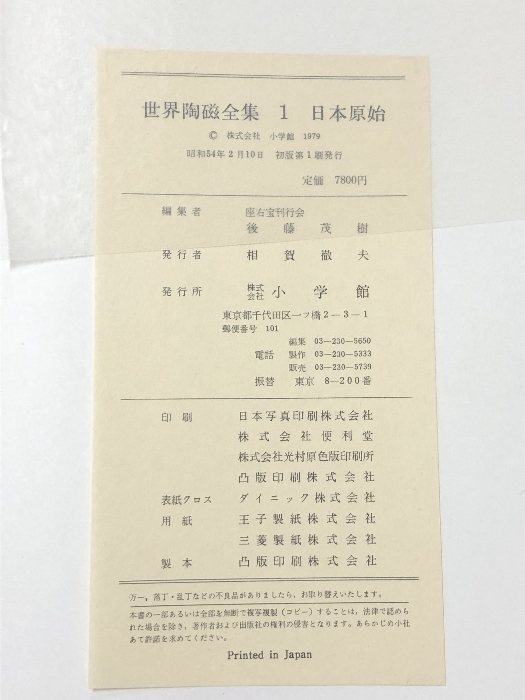 世界陶磁全集 1 日本原始
© 株式会社 小学館 1979
昭和54年2月10日 初版第1刷発行
定価 7800円
編集者 座右宝刊行会
後藤茂樹
発行者 相賀徹夫
発行所 株式会社 小学館
東京都千代田区一ツ橋2—3—1
郵便番号 101
編集 03—230—5650
電話 製作 03—230—5333
販売 03—230—5739
振替 東京 8—200番
印刷 日本写真印刷株式会社
株式会社便利堂
株式会社光村原色版印刷所
凸版印刷株式会社
表紙クロス ダイニック株式会社
用紙 王子製紙株式会社
三菱製紙株式会社
製本 凸版印刷株式会社
万一，落丁・乱丁などの不良品がありましたら，お取り替えいたします。
本書の一部あるいは全部を無断で複写複製（コピー）することは，法律で認めら
れた場合を除き，著作者および出版社の権利の侵害となります。あらかじめ小社
あて許諾を求めてください。
Printed in Japan